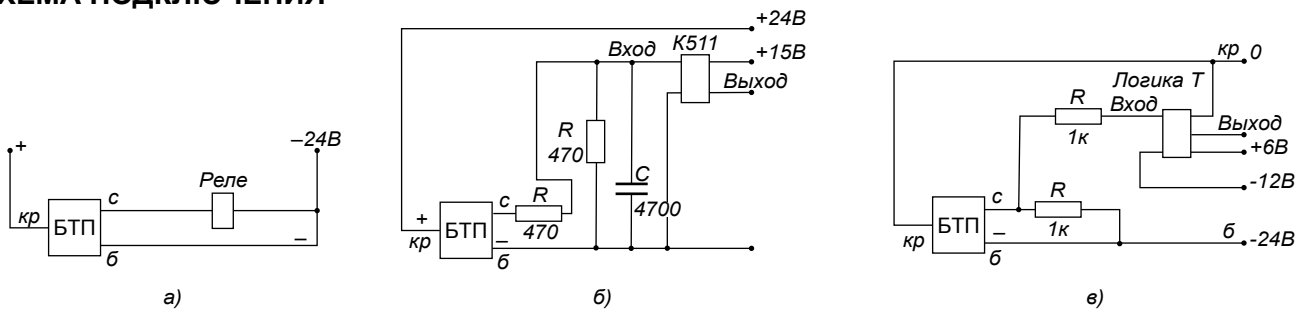 ХЕМА ПОДКЛЮЧЕНИЯ
+
–24В
Реле
кр
БТП
с
–
б
а)
+24В
К511
Вход
+15В
Выход
R
470
С
4700
+
кр
БТП
с
R
470
–
б
б)
кр 0
Логика Т
R
Вход
1к
Выход
+6В
-12В
с
R
кр
БТП
–
1к
б
б -24В
в)